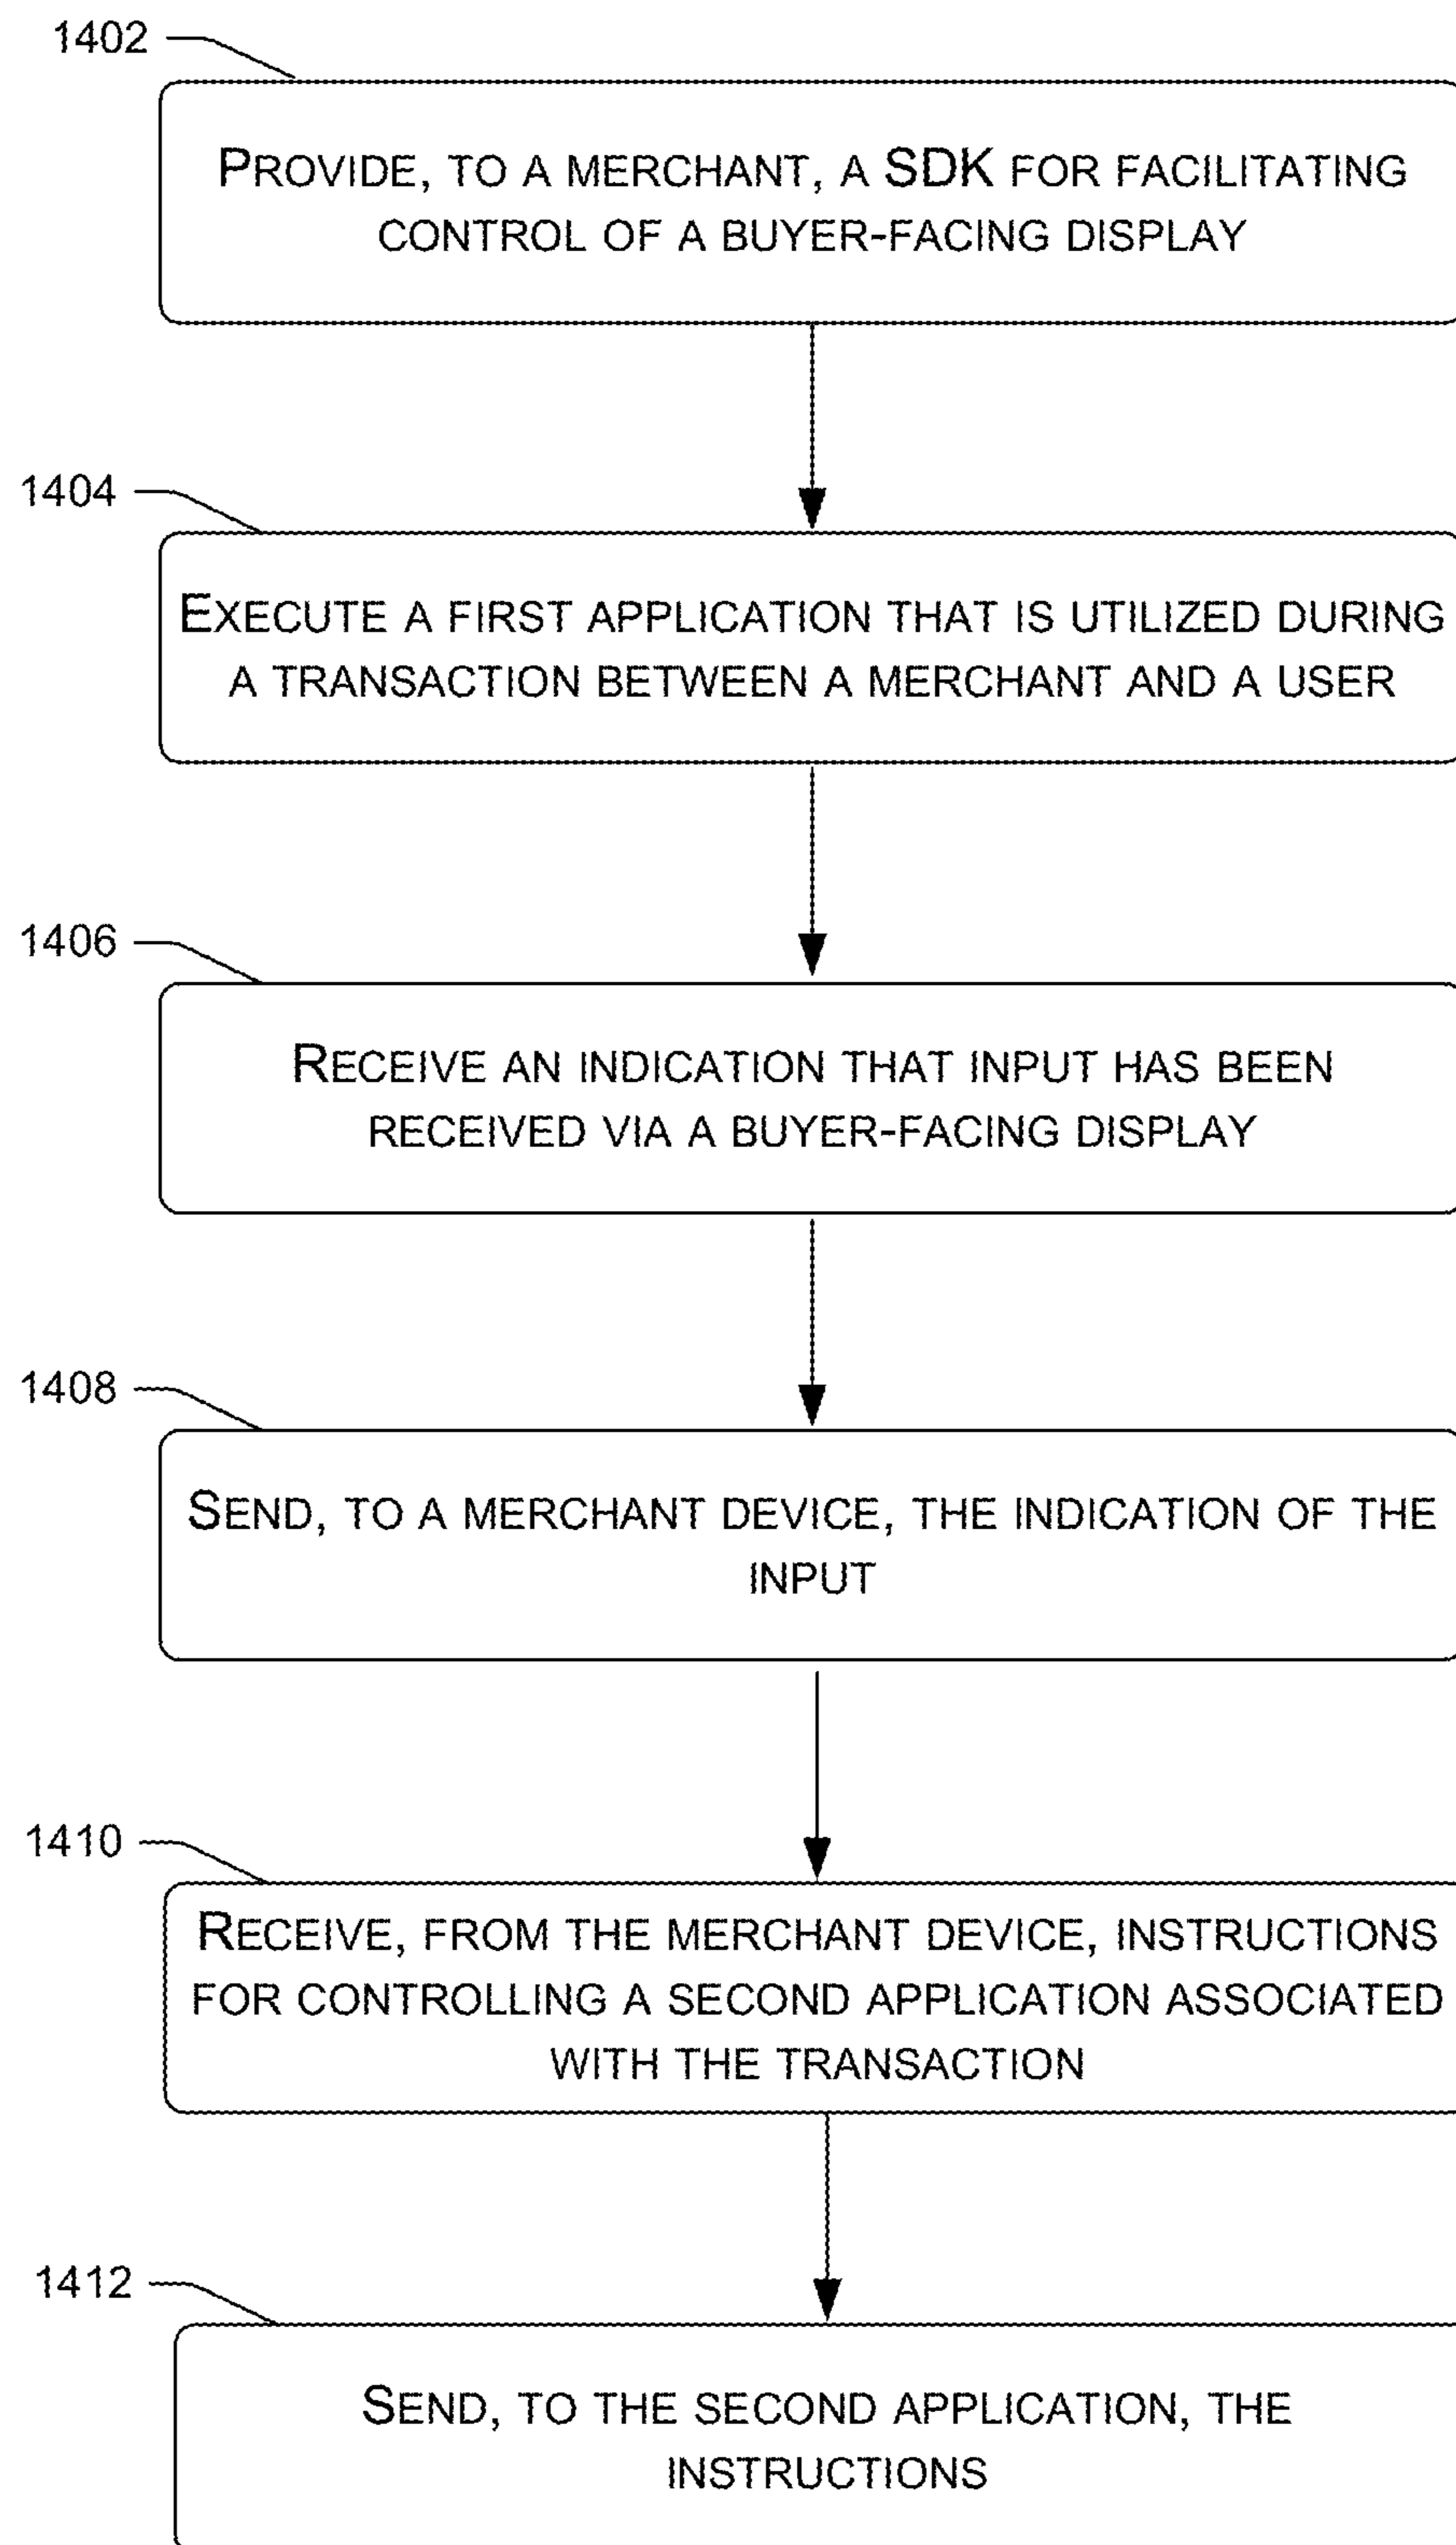 1402
PROVIDE, TO A MERCHANT, A SDK FOR FACILITATING
CONTROL OF A BUYER-FACING DISPLAY
1404
EXECUTE A FIRST APPLICATION THAT IS UTILIZED DURING
A TRANSACTION BETWEEN A MERCHANT AND A USER
1406
RECEIVE AN INDICATION THAT INPUT HAS BEEN
RECEIVED VIA A BUYER-FACING DISPLAY
1408
SEND, TO A MERCHANT DEVICE, THE INDICATION OF THE
INPUT
1410
RECEIVE, FROM THE MERCHANT DEVICE, INSTRUCTIONS
FOR CONTROLLING A SECOND APPLICATION ASSOCIATED
WITH THE TRANSACTION
1412
SEND, TO THE SECOND APPLICATION, THE
INSTRUCTIONS